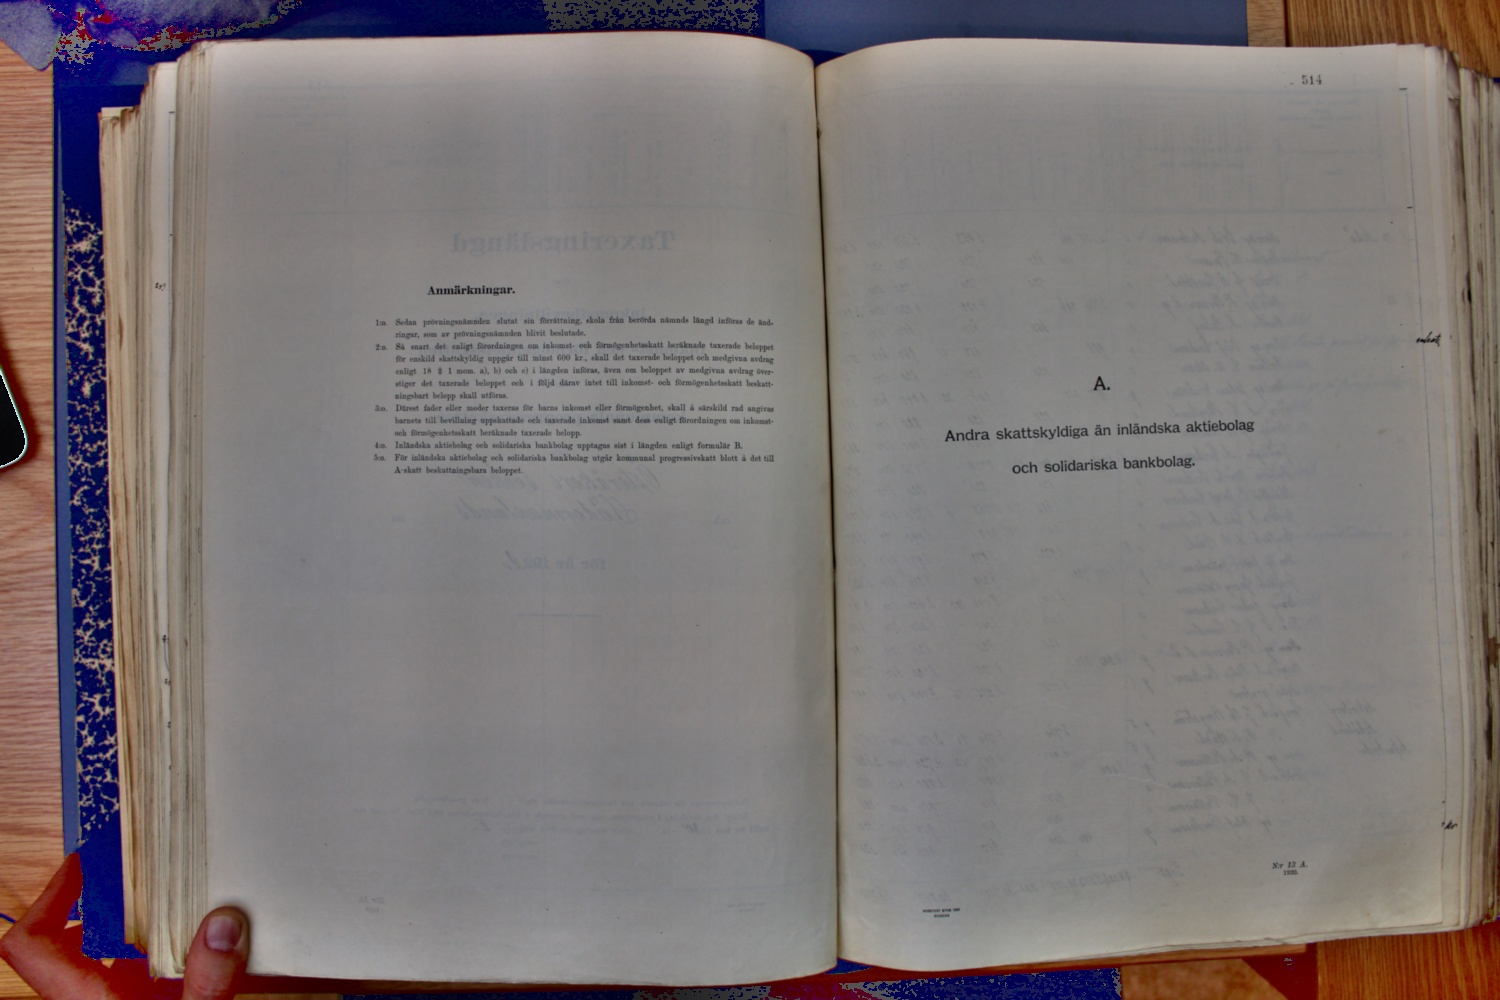 Anmärkningar.
1:o. Sedan prövningsnämnden slutat sin förrättning, skola från berörda nämnds längd införas de änd-
ringar, som av prövningsnämnden blivit beslutade.
2:o. Så snart det enligt förordningen om inkomst- och förmögenhetsskatt beräknade taxerade beloppet
för enskild skattskyldig uppgår till minst 600 kr., skall det taxerade beloppet och medgivna avdrag
enligt 18 § 1 mom. a), b) och c) i längden införas, även om beloppet av medgivna avdrag över-
stiger det taxerade beloppet och i följd därav intet till inkomst- och förmögenhetsskatt beskatt-
ningsbart belopp skall utföras.
3:o. Därest fader eller moder taxeras för barns inkomst eller förmögenhet, skall å särskild rad angivas
barnets till bevillning uppskattade och taxerade inkomst samt dess enligt förordningen om inkomst-
och förmögenhetsskatt beräknade taxerade belopp.
4:o. Inländska aktiebolag och solidariska bankbolag upptagas sist i längden enligt formulär B.
5:o. För inländska aktiebolag och solidariska bankbolag utgår kommunal progressivskatt blott å det till
A-skatt beskattningsbara beloppet.
514
A.
Andra skattskyldiga än inländska aktiebolag
och solidariska bankbolag.
N:r 13 A.